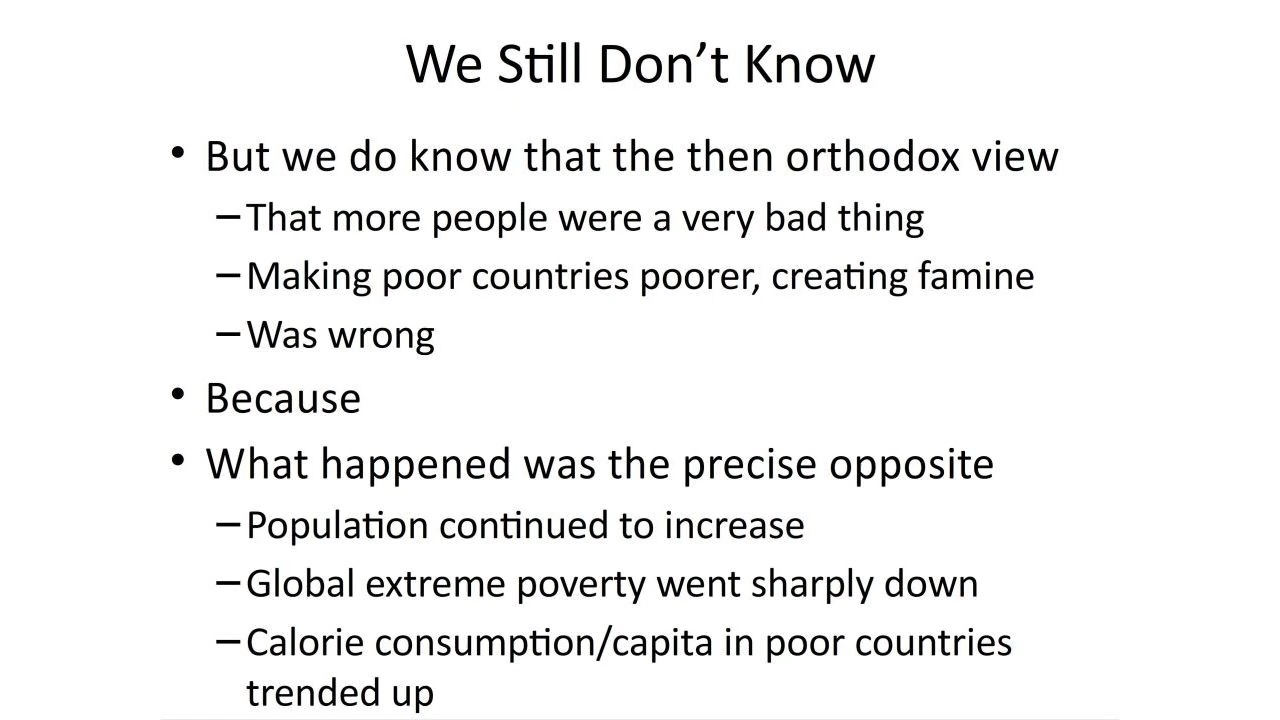 We Still Don’t Know
• But we do know that the then orthodox view
–That more people were a very bad thing
–Making poor countries poorer, creating famine
–Was wrong
• Because
• What happened was the precise opposite
–Population continued to increase
–Global extreme poverty went sharply down
–Calorie consumption/capita in poor countries
trended up